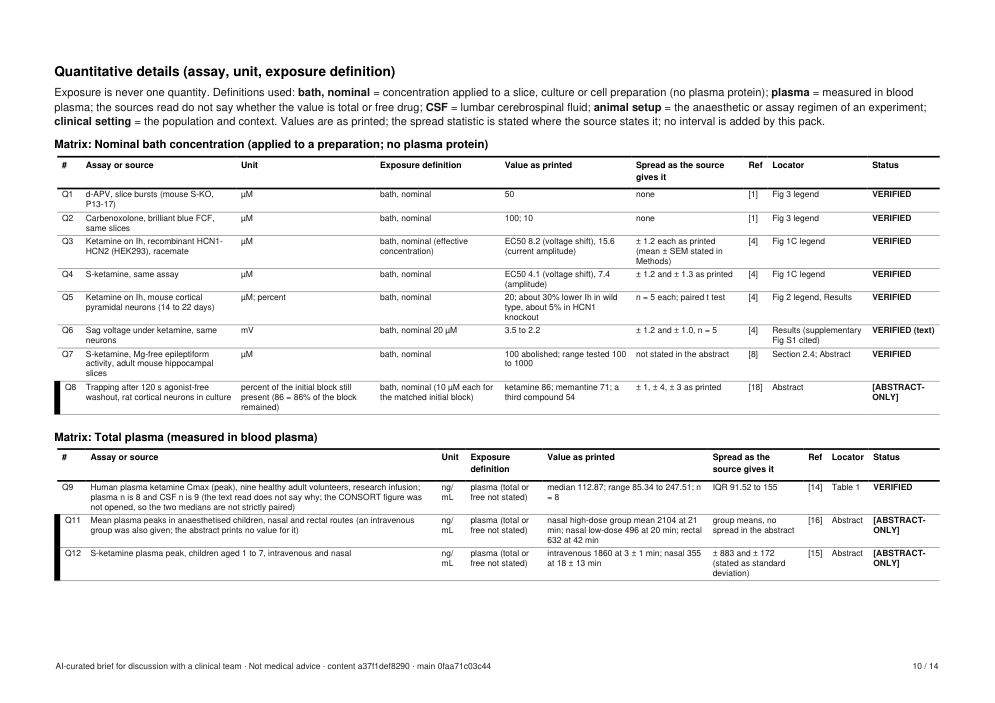 Quantitative details (assay, unit, exposure definition)
Exposure is never one quantity. Definitions used: bath, nominal = concentration applied to a slice, culture or cell preparation (no plasma protein); plasma = measured in blood
plasma; the sources read do not say whether the value is total or free drug; CSF = lumbar cerebrospinal fluid; animal setup = the anaesthetic or assay regimen of an experiment;
clinical setting = the population and context. Values are as printed; the spread statistic is stated where the source states it; no interval is added by this pack.
Matrix: Nominal bath concentration (applied to a preparation; no plasma protein)
# Assay or source Unit Exposure definition Value as printed Spread as the source Ref Locator Status
gives it
Q1 d-APV, slice bursts (mouse S-KO, µM bath, nominal 50 none [1] Fig 3 legend VERIFIED
P13-17)
Q2 Carbenoxolone, brilliant blue FCF, µM bath, nominal 100; 10 none [1] Fig 3 legend VERIFIED
same slices
Q3 Ketamine on Ih, recombinant HCN1- µM bath, nominal (effective EC50 8.2 (voltage shift), 15.6 ± 1.2 each as printed [4] Fig 1C legend VERIFIED
HCN2 (HEK293), racemate concentration) (current amplitude) (mean ± SEM stated in
Methods)
Q4 S-ketamine, same assay µM bath, nominal EC50 4.1 (voltage shift), 7.4 ± 1.2 and ± 1.3 as printed [4] Fig 1C legend VERIFIED
(amplitude)
Q5 Ketamine on Ih, mouse cortical µM; percent bath, nominal 20; about 30% lower Ih in wild n = 5 each; paired t test [4] Fig 2 legend, Results VERIFIED
pyramidal neurons (14 to 22 days) type, about 5% in HCN1
knockout
Q6 Sag voltage under ketamine, same mV bath, nominal 20 µM 3.5 to 2.2 ± 1.2 and ± 1.0, n = 5 [4] Results (supplementary VERIFIED (text)
neurons Fig S1 cited)
Q7 S-ketamine, Mg-free epileptiform µM bath, nominal 100 abolished; range tested 100 not stated in the abstract [8] Section 2.4; Abstract VERIFIED
activity, adult mouse hippocampal to 1000
slices
Q8 Trapping after 120 s agonist-free percent of the initial block still bath, nominal (10 µM each for ketamine 86; memantine 71; a ± 1, ± 4, ± 3 as printed [18] Abstract [ABSTRACT-
washout, rat cortical neurons in culture present (86 = 86% of the block the matched initial block) third compound 54 ONLY]
remained)
Matrix: Total plasma (measured in blood plasma)
# Assay or source Unit Exposure Value as printed Spread as the Ref Locator Status
definition source gives it
Q9 Human plasma ketamine Cmax (peak), nine healthy adult volunteers, research infusion; ng/ plasma (total or median 112.87; range 85.34 to 247.51; n IQR 91.52 to 155 [14] Table 1 VERIFIED
plasma n is 8 and CSF n is 9 (the text read does not say why; the CONSORT figure was mL free not stated) = 8
not opened, so the two medians are not strictly paired)
Q11 Mean plasma peaks in anaesthetised children, nasal and rectal routes (an intravenous ng/ plasma (total or nasal high-dose group mean 2104 at 21 group means, no [16] Abstract [ABSTRACT-
group was also given; the abstract prints no value for it) mL free not stated) min; nasal low-dose 496 at 20 min; rectal spread in the abstract ONLY]
632 at 42 min
Q12 S-ketamine plasma peak, children aged 1 to 7, intravenous and nasal ng/ plasma (total or intravenous 1860 at 3 ± 1 min; nasal 355 ± 883 and ± 172 [15] Abstract [ABSTRACT-
mL free not stated) at 18 ± 13 min (stated as standard ONLY]
deviation)
AI-curated brief for discussion with a clinical team · Not medical advice · content a37f1def8290 · main 0faa71c03c44 10 / 14